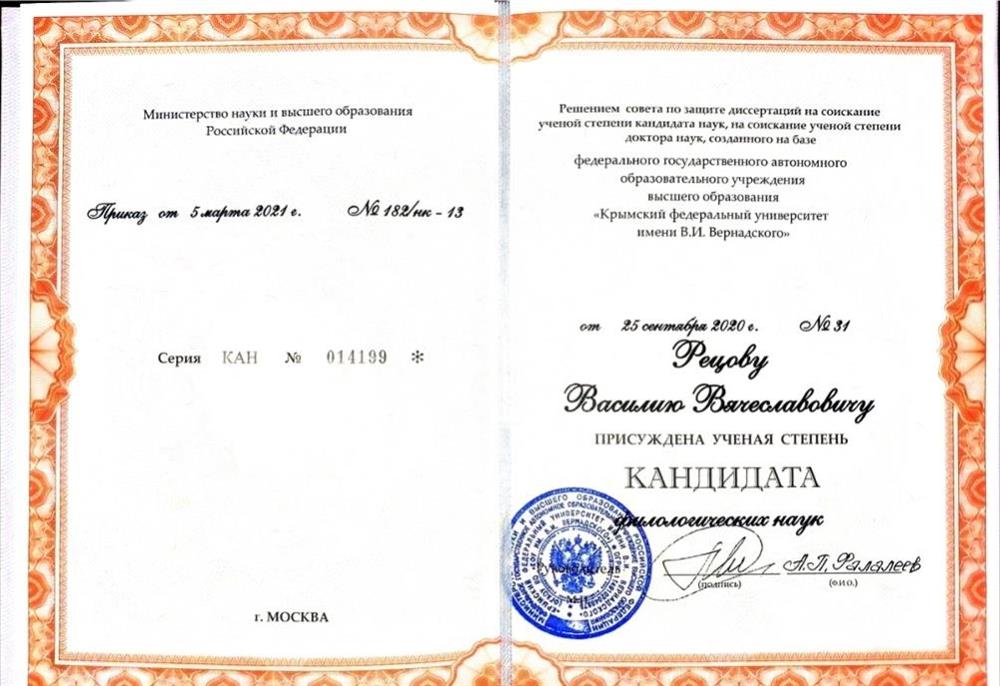 Министерство науки и высшего образования
Российской Федерации
Приказ от 5 марта 2021 г. № 182/нк - 13
Серия КАН № 014199 *
г. МОСКВА
Решением совета по защите диссертаций на соискание
ученой степени кандидата наук, на соискание ученой степени
доктора наук, созданного на базе
федерального государственного автономного
образовательного учреждения
высшего образования
«Крымский федеральный университет
имени В.И. Вернадского»
от 25 сентября 2020 г. № 31
Рецову
Василию Вячеславовичу
ПРИСУЖДЕНА УЧЕНАЯ СТЕПЕНЬ
КАНДИДАТА
филологических наук
Руководитель
А.П. Фалалеев
(подпись) (Ф.И.О.)
М.П.